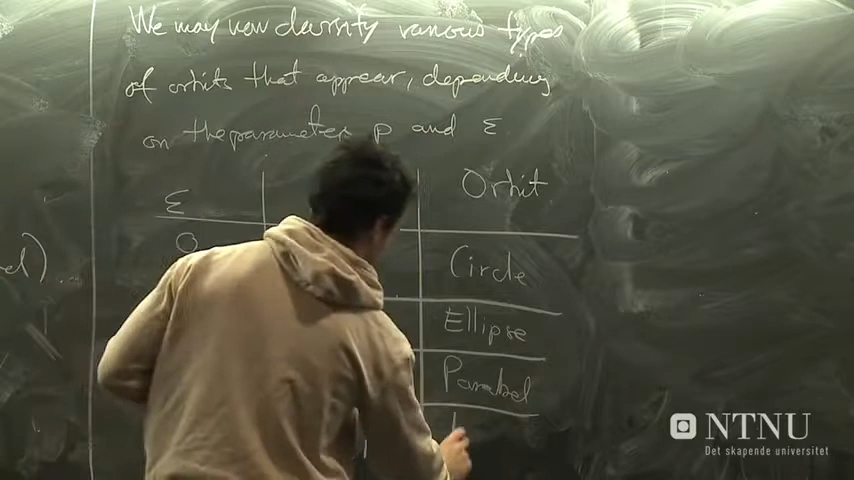 We may now classify various types
of orbits that appear, depending
on the parameters p and ε
ε Orbit
0 Circle
Ellipse
Parabel
NTNU
Det skapende universitet